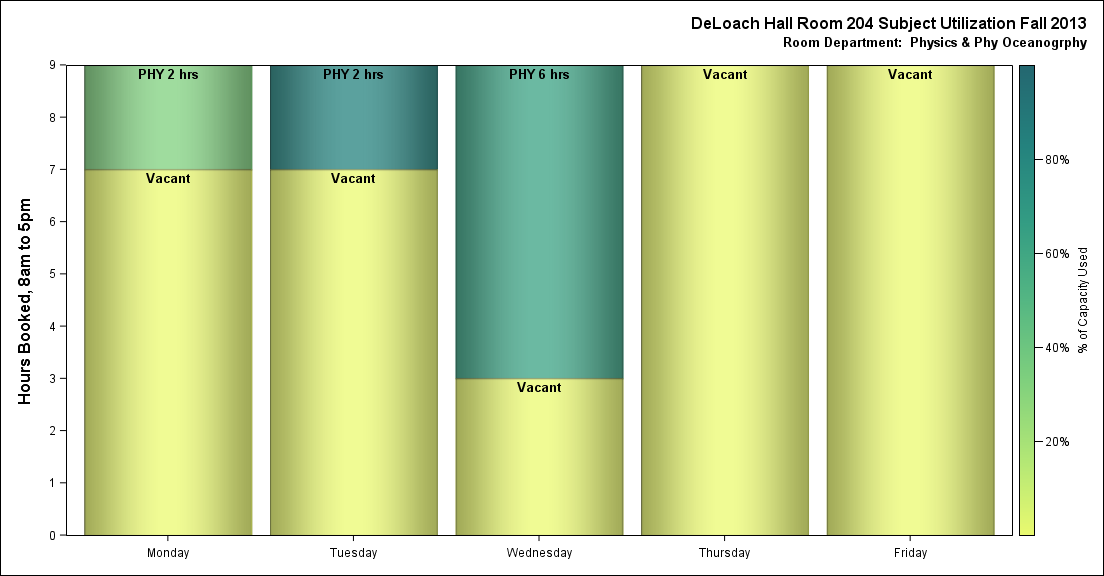 DeLoach Hall Room 204 Subject Utilization Fall 2013
Room Department:  Physics & Phy Oceanogrphy
Hours Booked, 8am to 5pm
9
8
7
6
5
4
3
2
1
0
PHY 2 hrs
Vacant
PHY 2 hrs
Vacant
PHY 6 hrs
Vacant
Vacant
Vacant
Monday
Tuesday
Wednesday
Thursday
Friday
80%
60%
40%
20%
% of Capacity Used